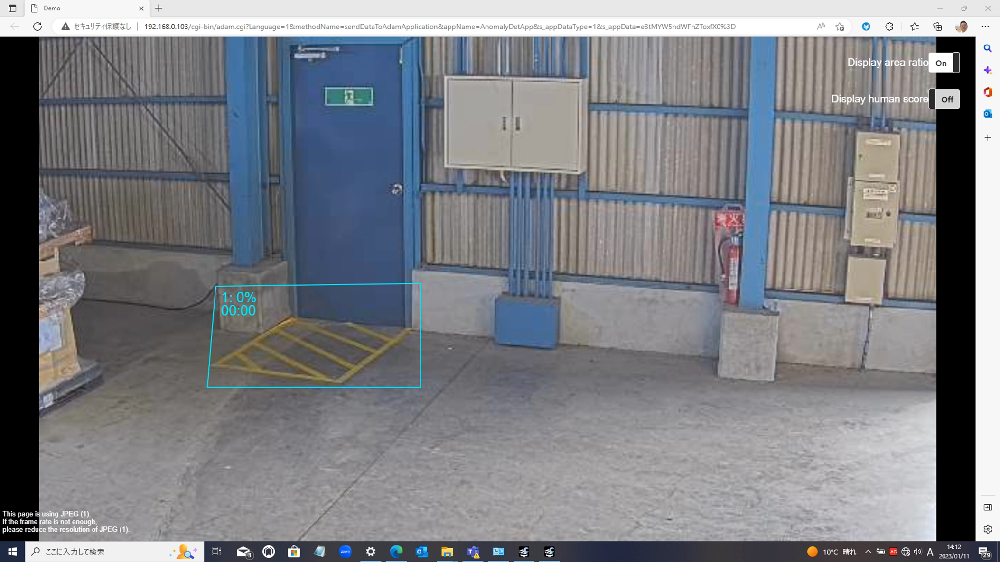 Demo
セキュリティ保護なし
192.168.0.103/cgi-bin/adam.cgi?Language=1&methodName=sendDataToAdamApplication&appName=AnomalyDetApp&s_appDataType=1&s_appData=e3tMYW5ndWFnZToxfX0%3D
Display area ratio On
Display human score Off
1: 0%
00:00
This page is using JPEG (1).
If the frame rate is not enough,
please reduce the resolution of JPEG (1).
ここに入力して検索
3
zoom
10°C 晴れ
AG
A
14:12
2023/01/11
29